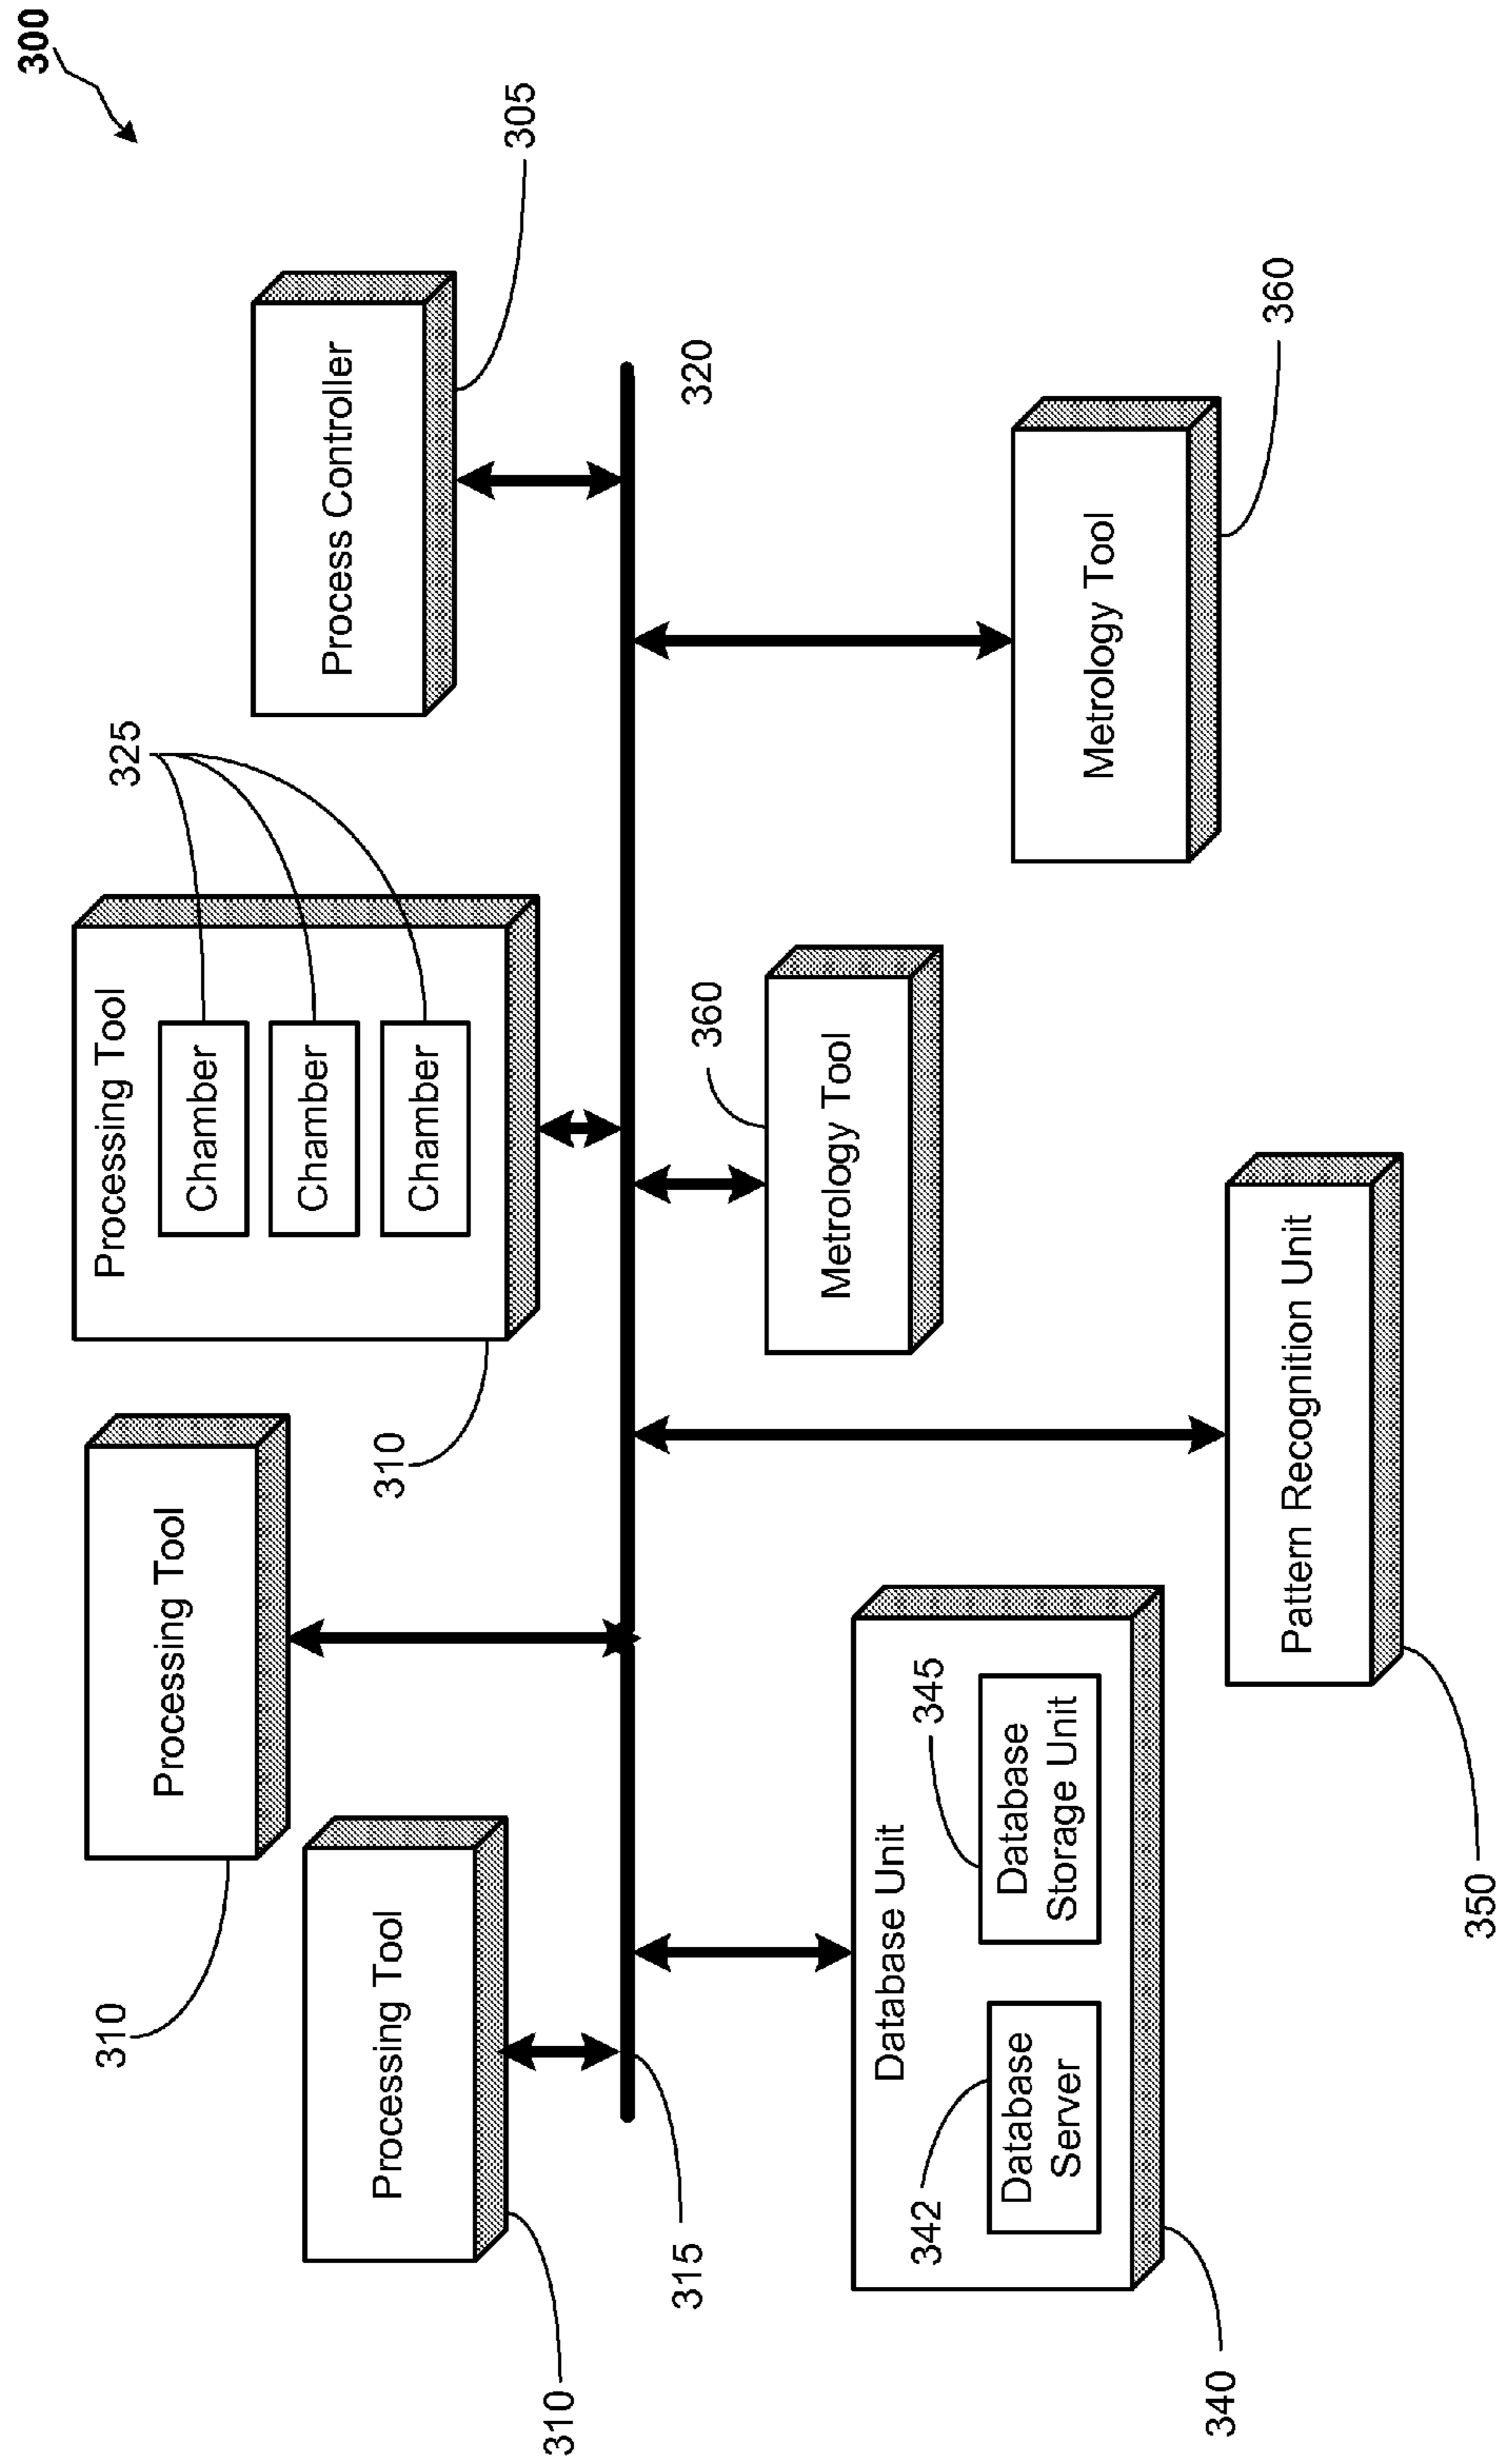 300
Process Controller
305
325
Processing Tool
Chamber
Chamber
Chamber
310
Processing Tool
310
Processing Tool
310
315
320
Metrology Tool
360
Metrology Tool
360
Database Unit
342
Database
Server
345
Database
Storage Unit
340
Pattern Recognition Unit
350